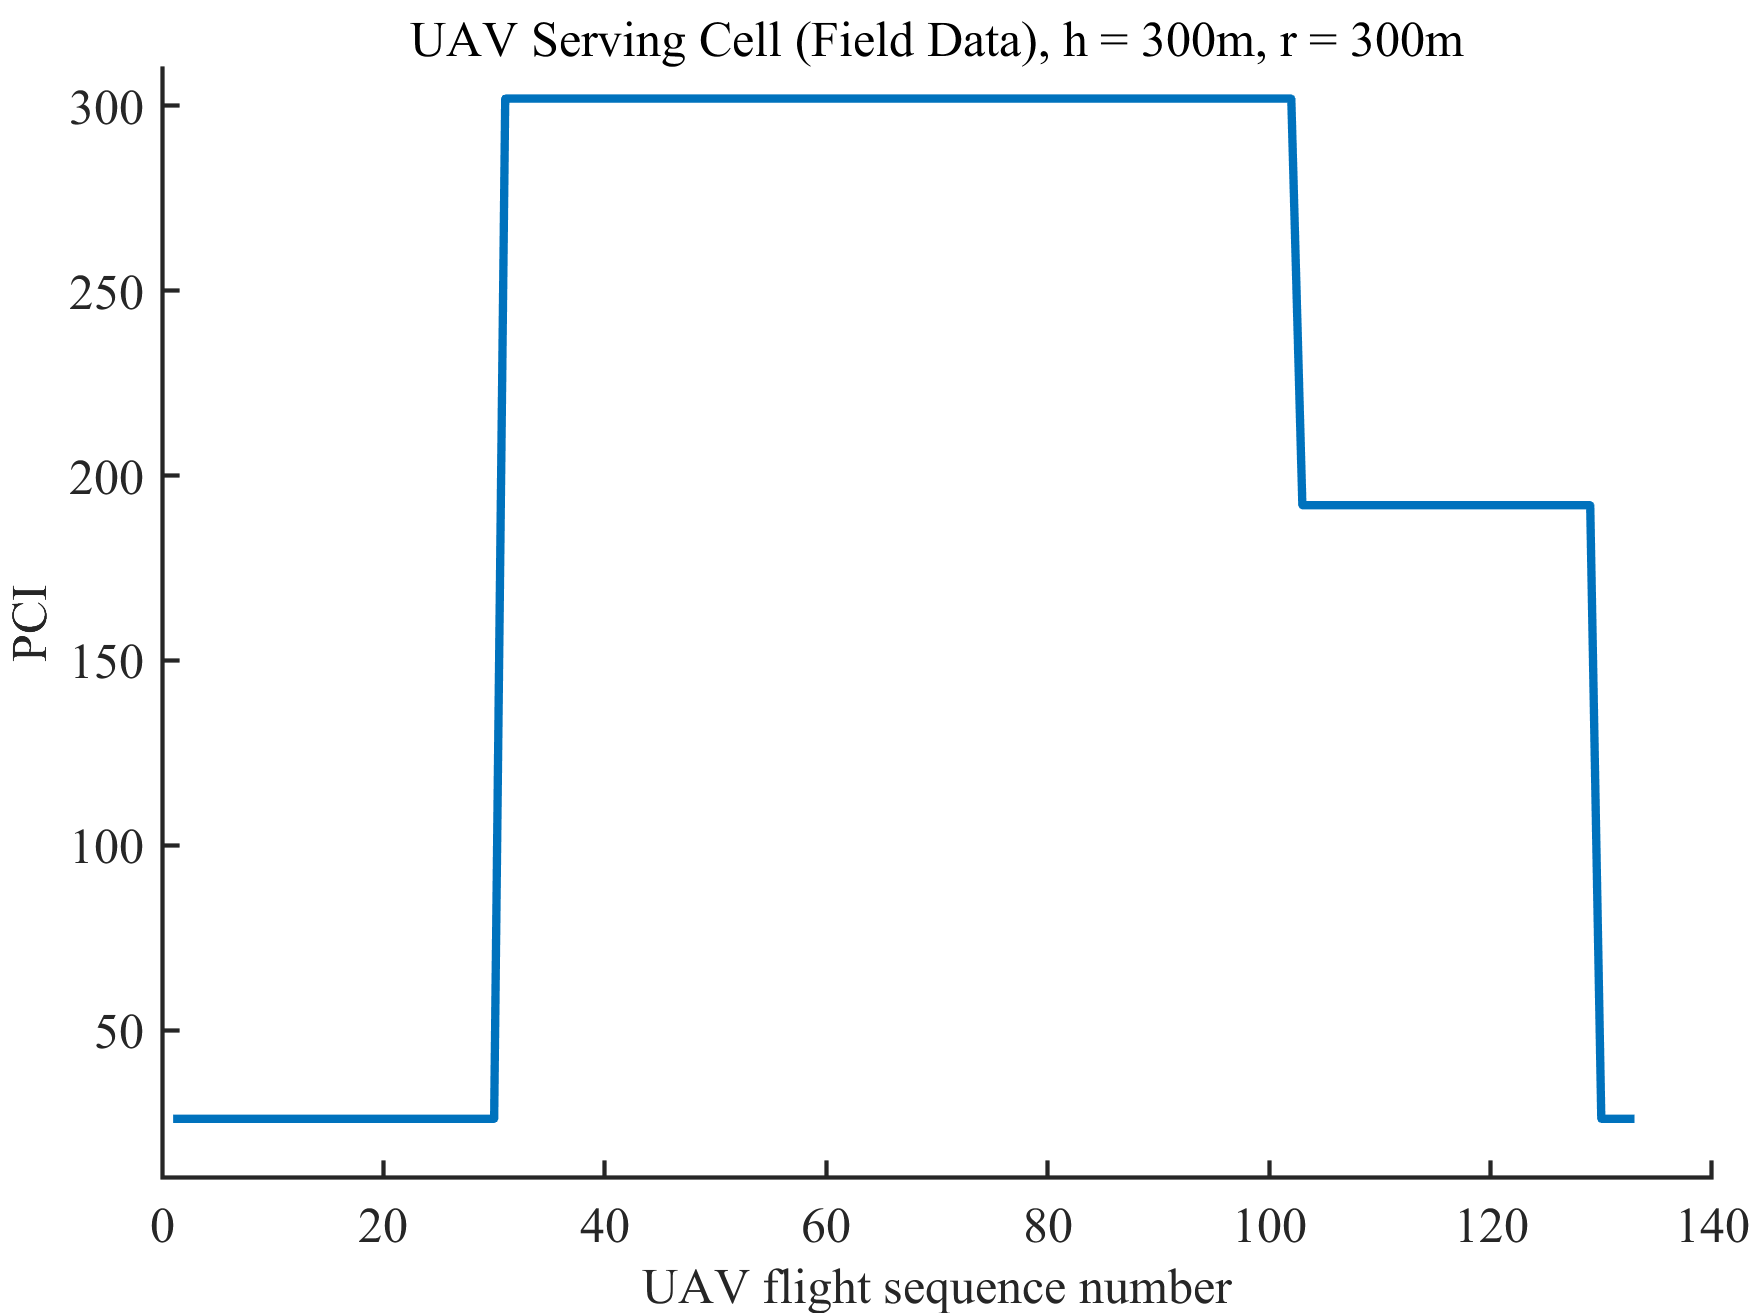 UAV Serving Cell (Field Data), h = 300m, r = 300m
300
250
200
150
100
50
PCI
0 20 40 60 80 100 120 140
UAV flight sequence number